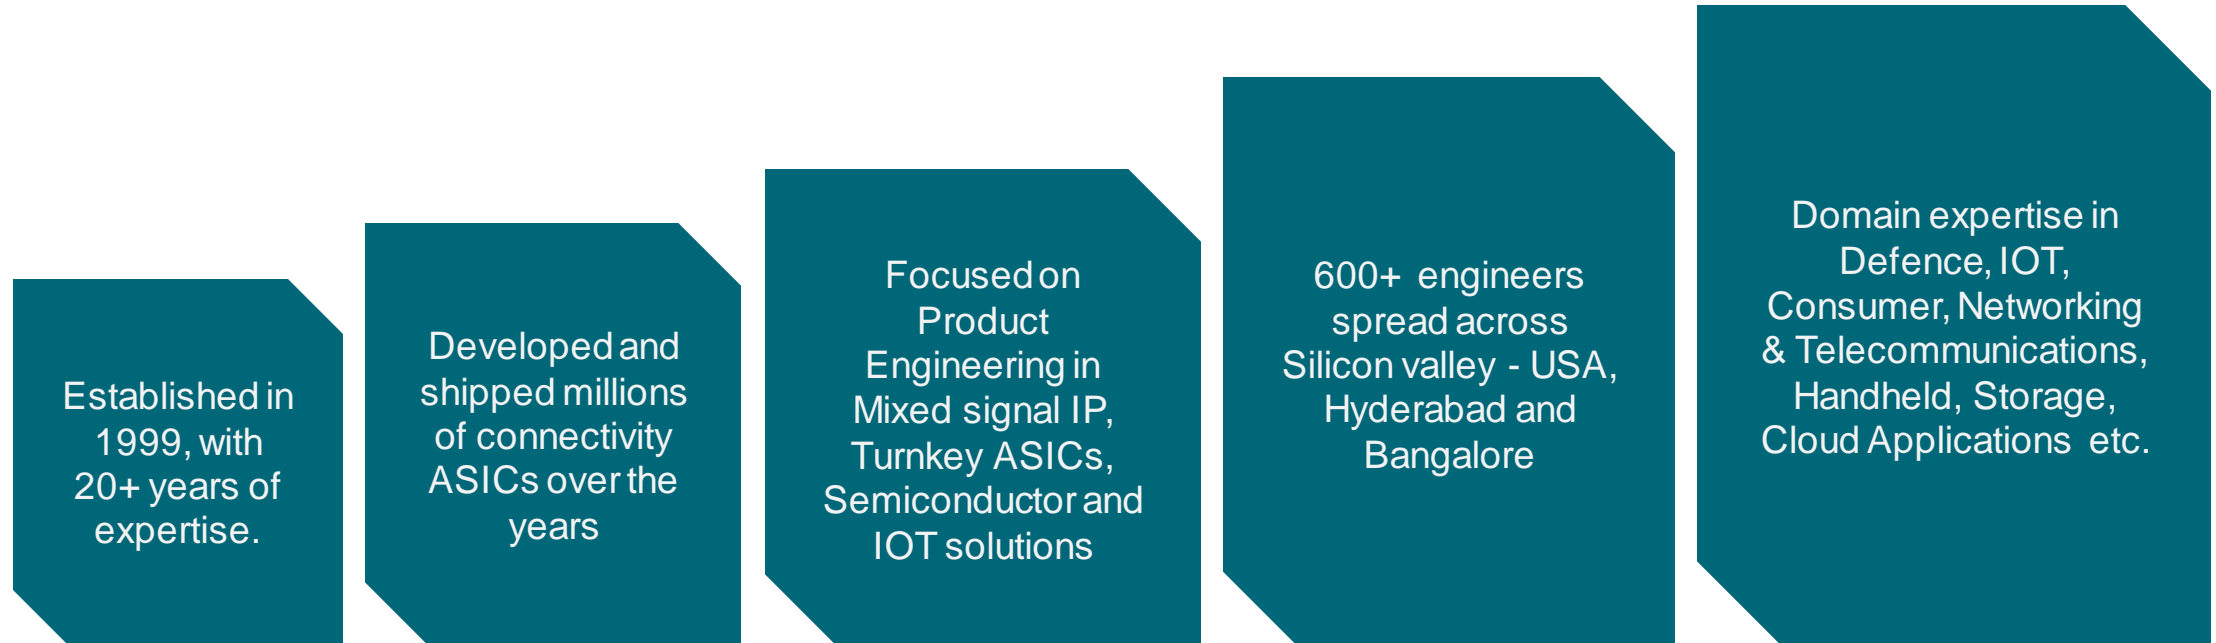 Established in
1999, with
20+ years of
expertise.
Developed and
shipped millions
of connectivity
ASICs over the
years
Focused on
Product
Engineering in
Mixed signal IP,
Turnkey ASICs,
Semiconductor and
IOT solutions
600+ engineers
spread across
Silicon valley - USA,
Hyderabad and
Bangalore
Domain expertise in
Defence, IOT,
Consumer, Networking
& Telecommunications,
Handheld, Storage,
Cloud Applications etc.